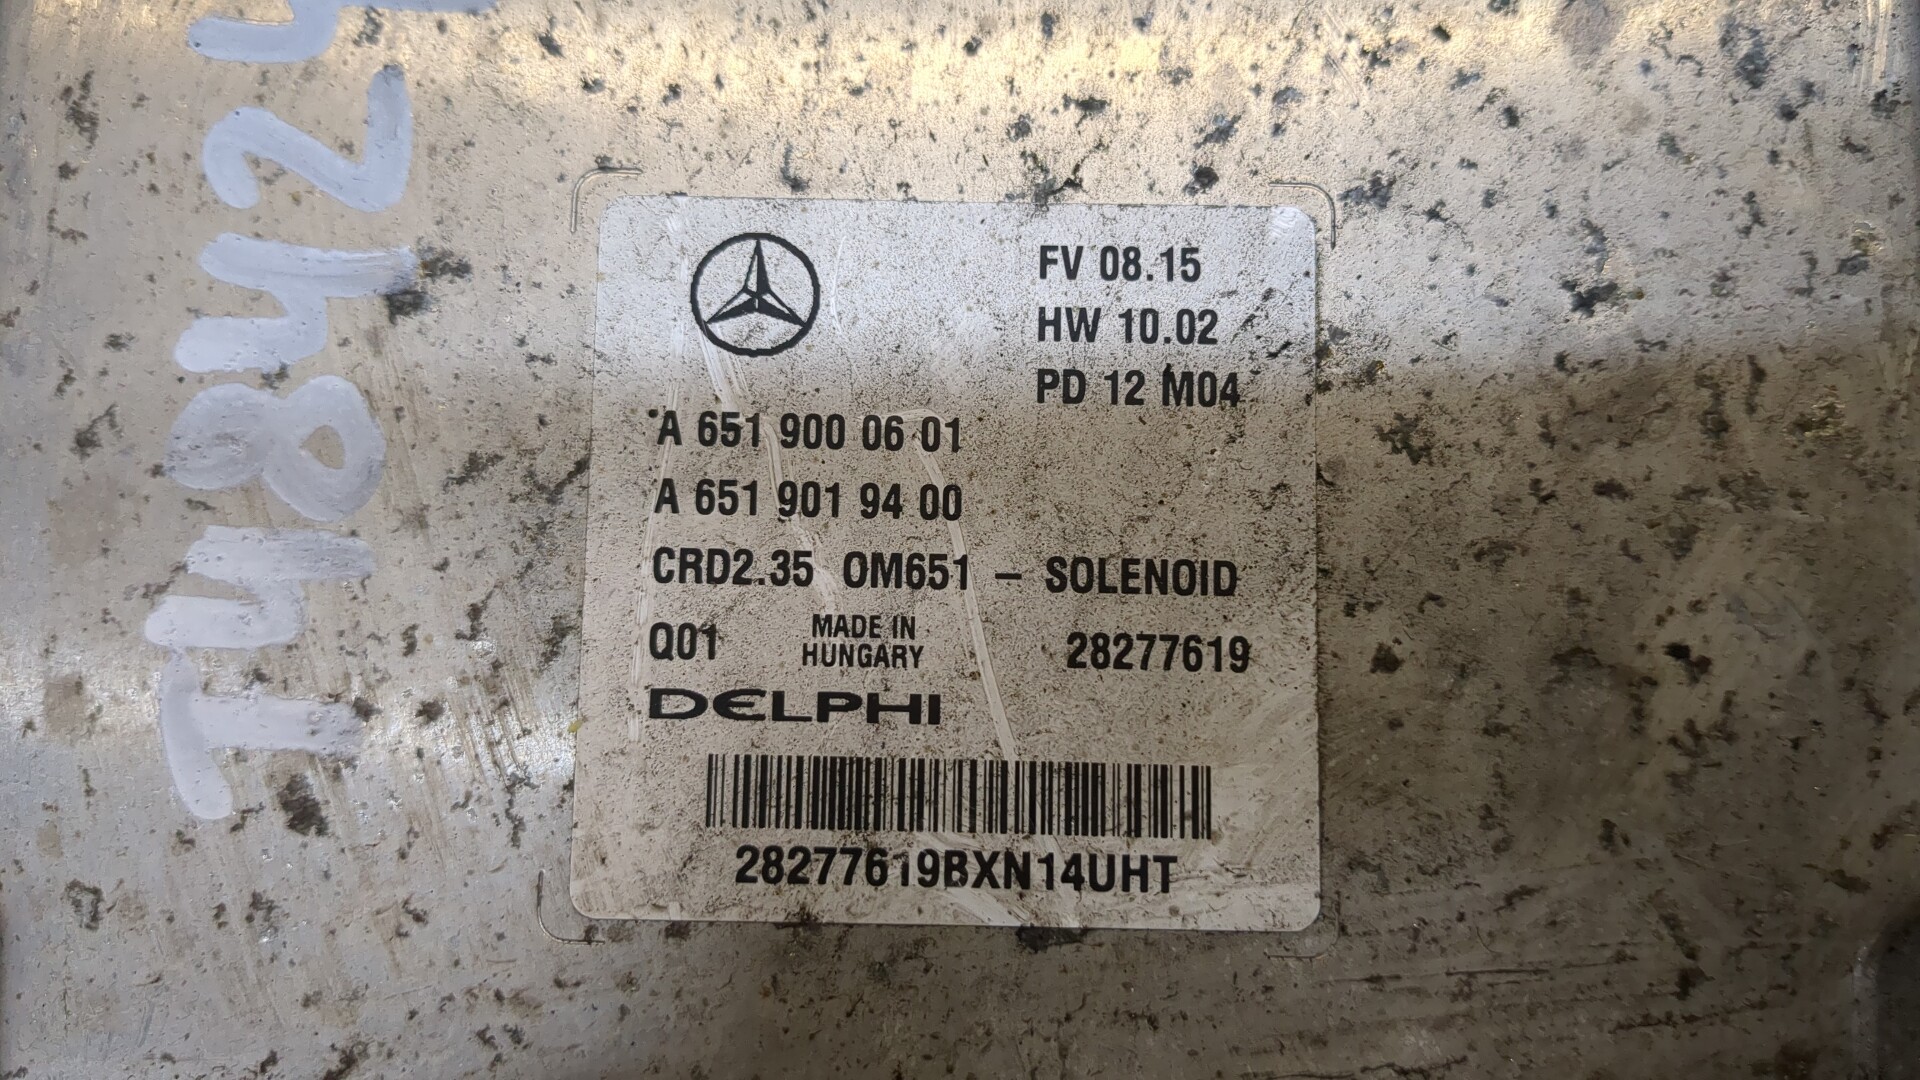 FV 08.15
HW 10.02
PD 12 M04
A 651 900 06 01
A 651 901 94 00
CRD2.35 OM651 – SOLENOID
Q01
MADE IN
HUNGARY
28277619
DELPHI
28277619BXN14UHT